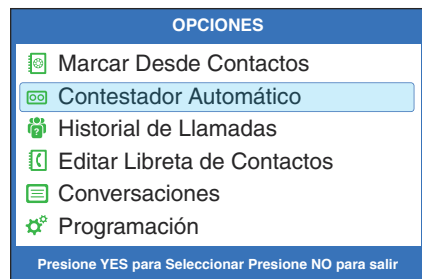 OPCIONES
Marcar Desde Contactos
Contestador Automático
Historial de Llamadas
Editar Libreta de Contactos
Conversaciones
Programación
Presione YES para Seleccionar Presione NO para salir